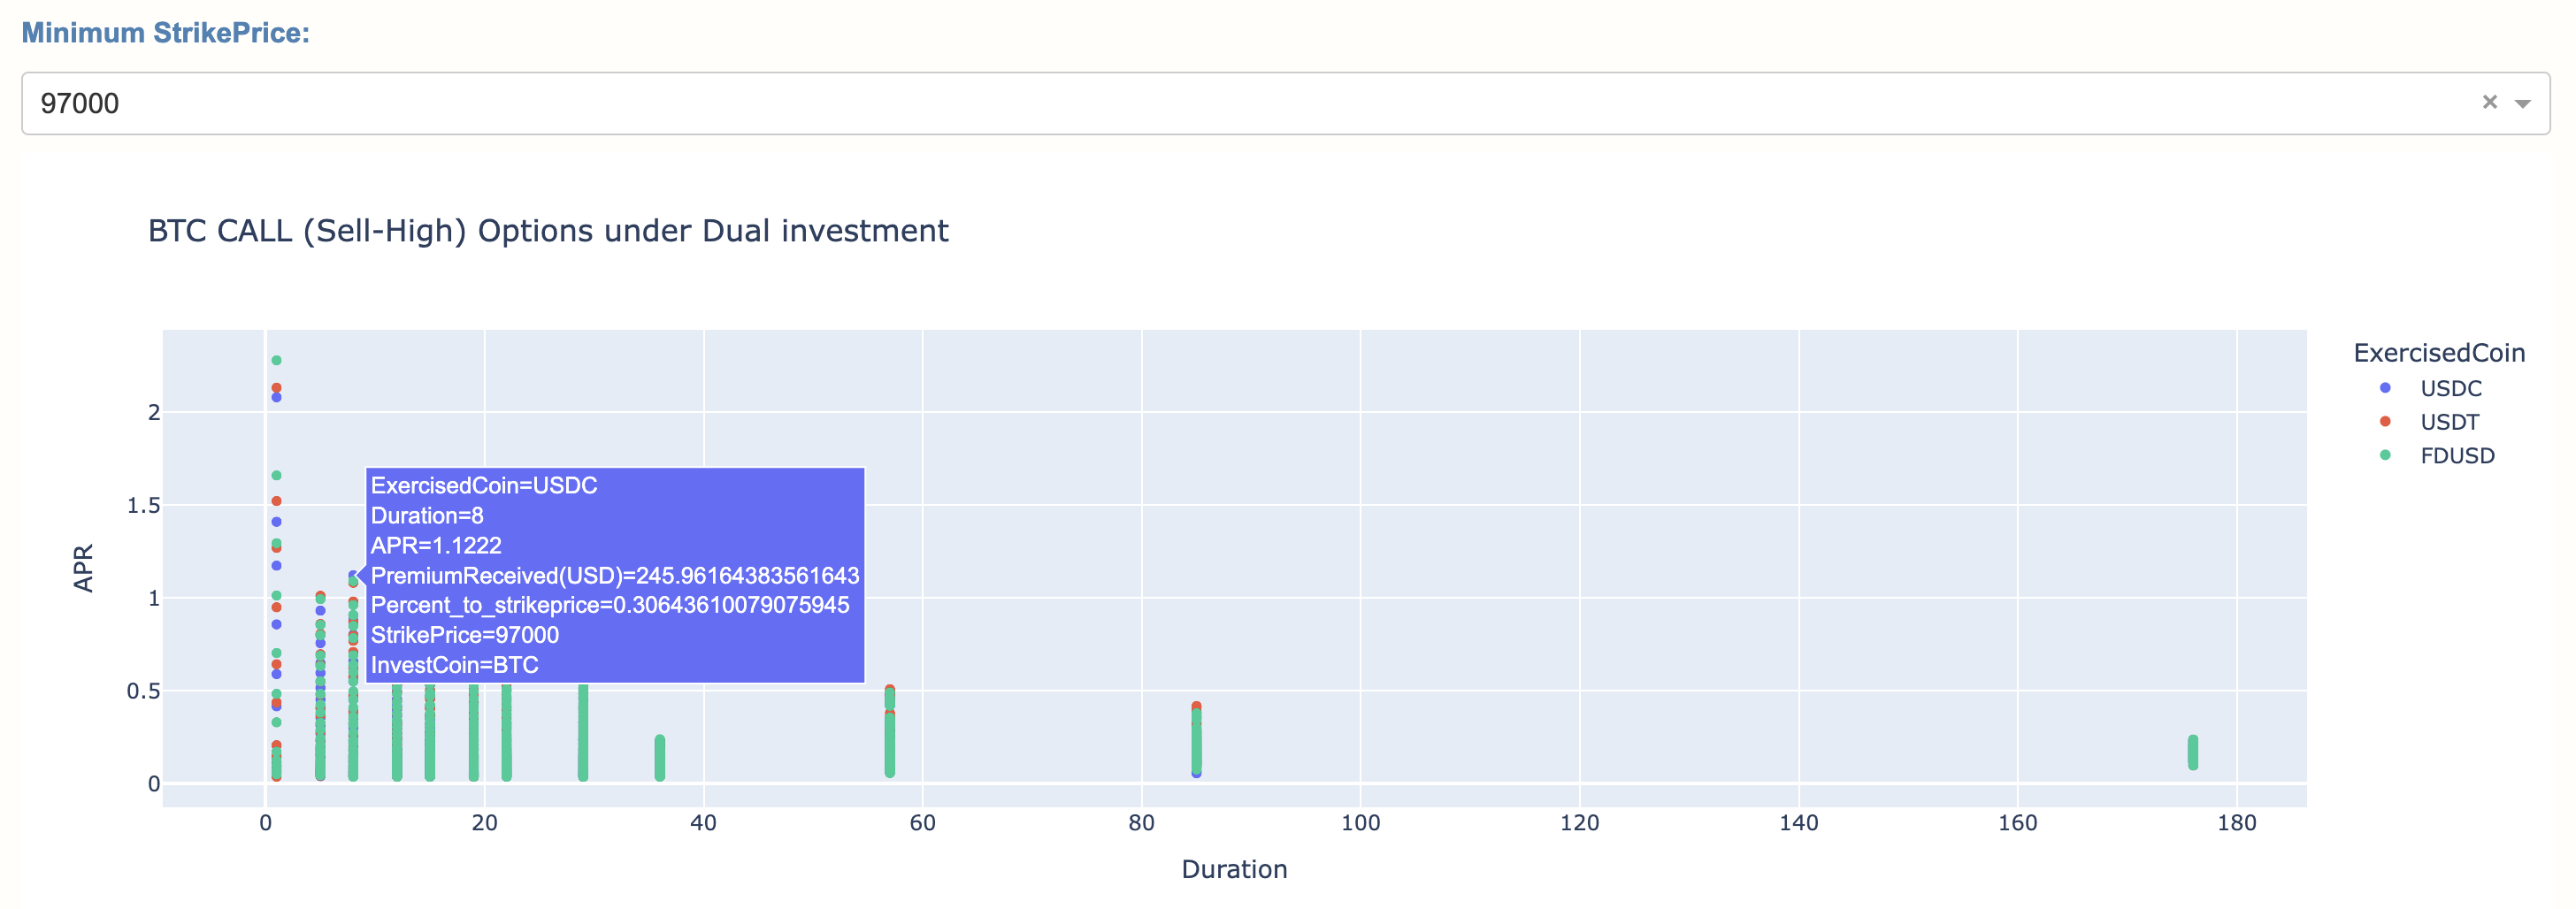 Minimum StrikePrice:
97000
BTC CALL (Sell-High) Options under Dual investment
ExercisedCoin
USDC
USDT
FDUSD
2
1.5
1
0.5
0
APR
ExercisedCoin=USDC
Duration=8
APR=1.1222
PremiumReceived(USD)=245.96164383561643
Percent_to_strikeprice=0.30643610079075945
StrikePrice=97000
InvestCoin=BTC
0 20 40 60 80 100 120 140 160 180
Duration